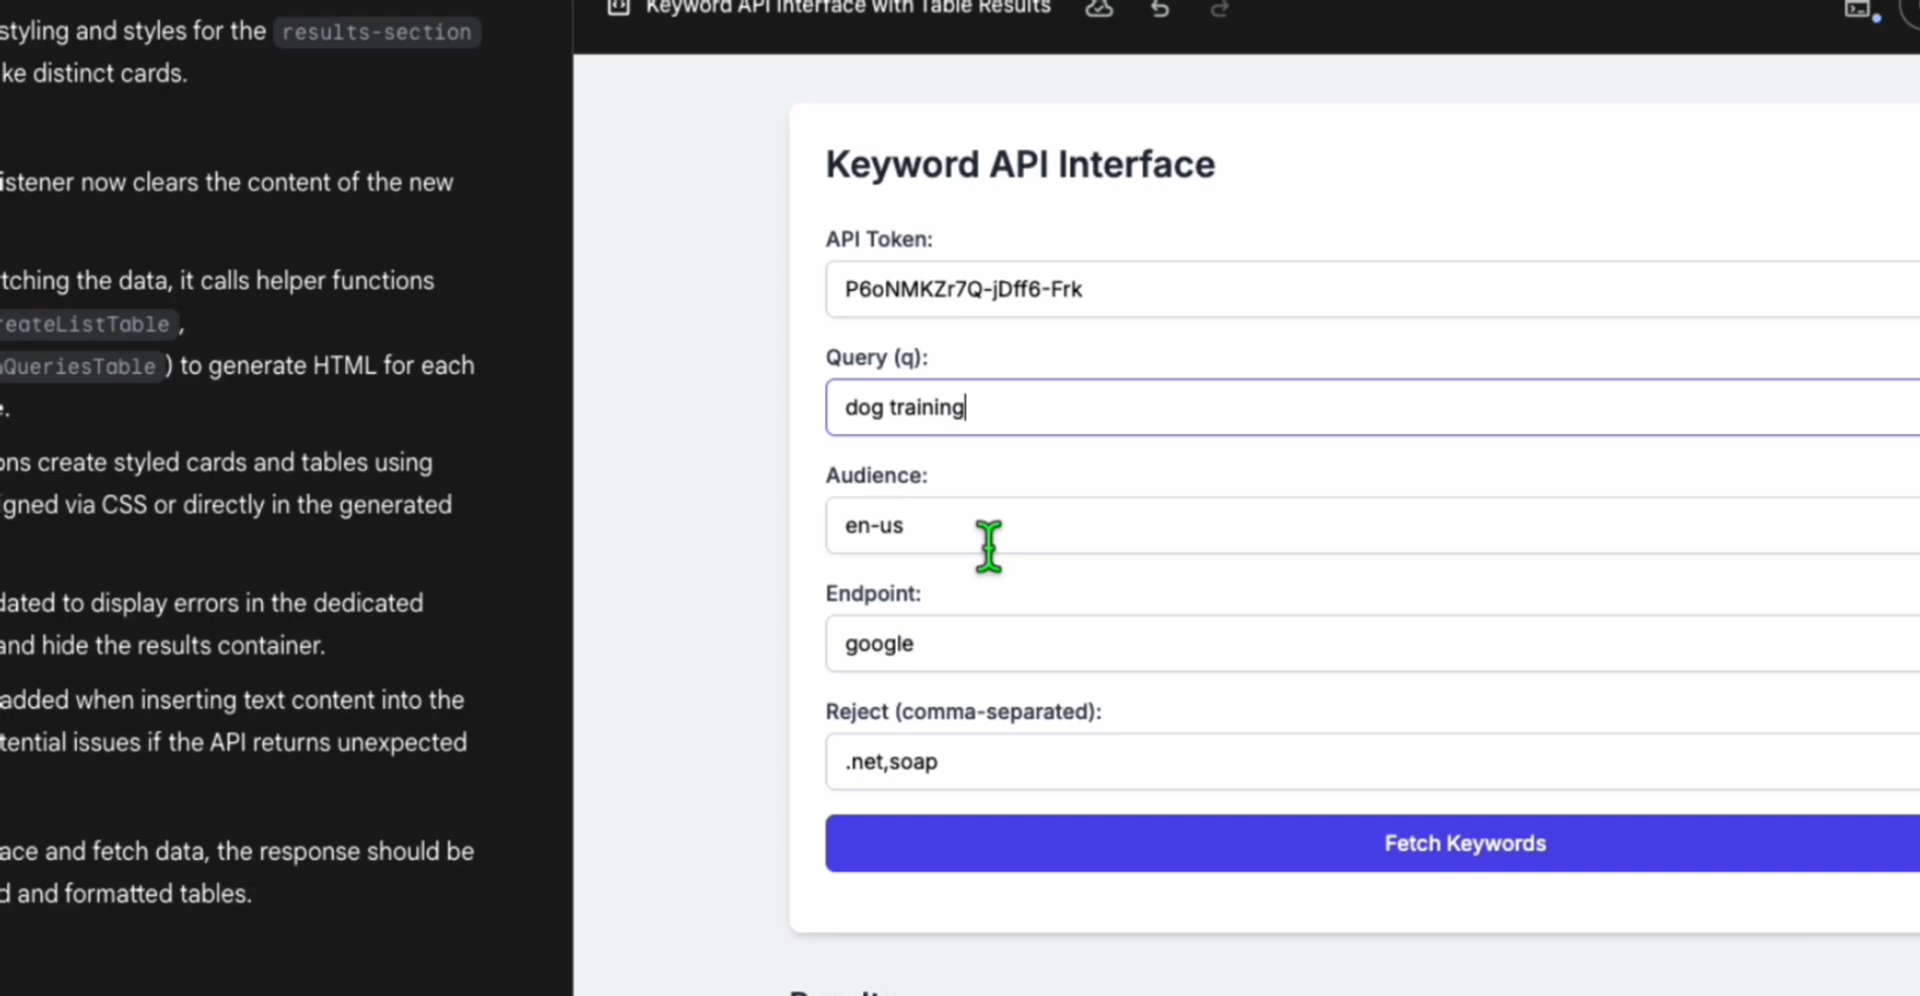 styling and styles for the results-section
ke distinct cards.
istener now clears the content of the new
tching the data, it calls helper functions
reateListTable,
QueriesTable) to generate HTML for each
e.
ons create styled cards and tables using
igned via CSS or directly in the generated
dated to display errors in the dedicated
and hide the results container.
added when inserting text content into the
tential issues if the API returns unexpected
ace and fetch data, the response should be
d and formatted tables.
Keyword API Interface with Table Results
Keyword API Interface
API Token:
P6oNMKZr7Q-jDff6-Frk
Query (q):
dog training
Audience:
en-us
Endpoint:
google
Reject (comma-separated):
.net,soap
Fetch Keywords